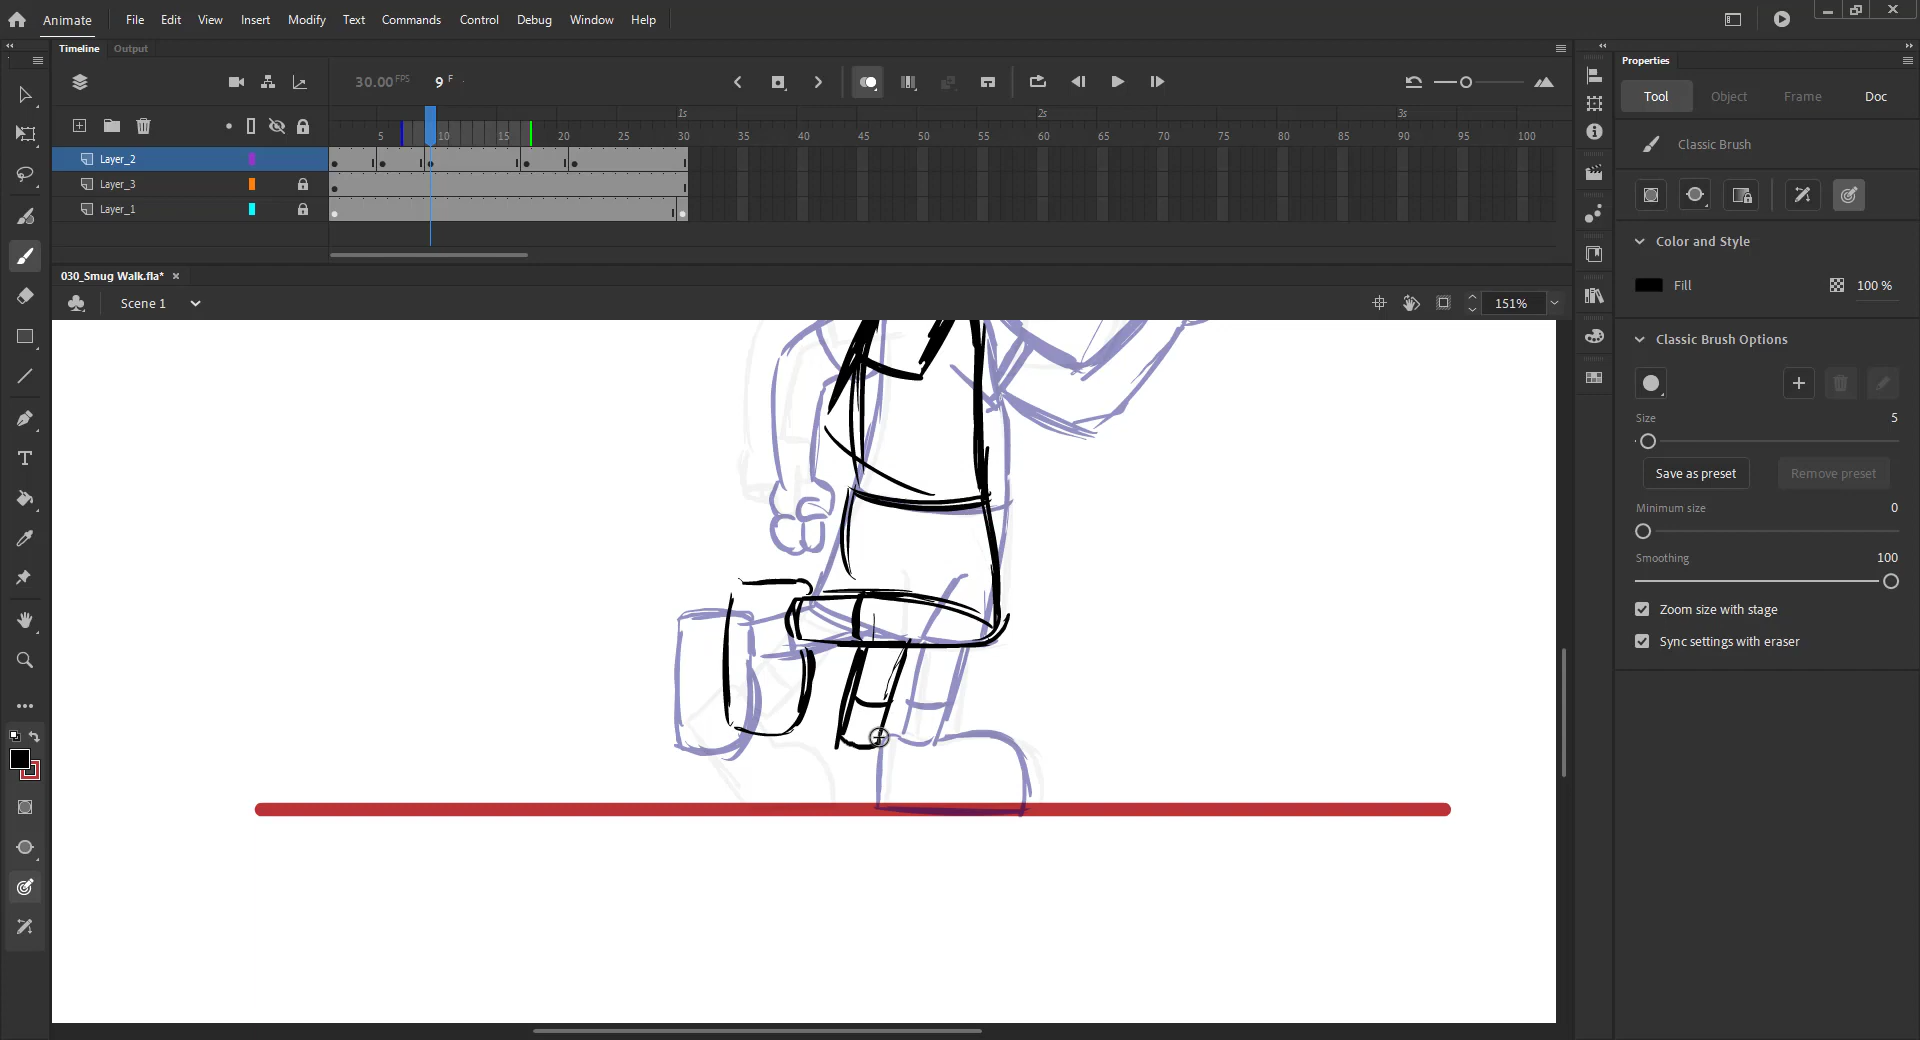 Animate File Edit View Insert Modify Text Commands Control Debug Window Help
Timeline Output
30.00 FPS 9 F
1s 2s 3s
5 10 15 20 25 30 35 40 45 50 55 60 65 70 75 80 85 90 95 100
Layer_2
Layer_3
Layer_1
030_Smug Walk.fla* ×
Scene 1 151%
Properties
Tool Object Frame Doc
Classic Brush
Color and Style
Fill 100 %
Classic Brush Options
Size 5
Save as preset Remove preset
Minimum size 0
Smoothing 100
Zoom size with stage
Sync settings with eraser